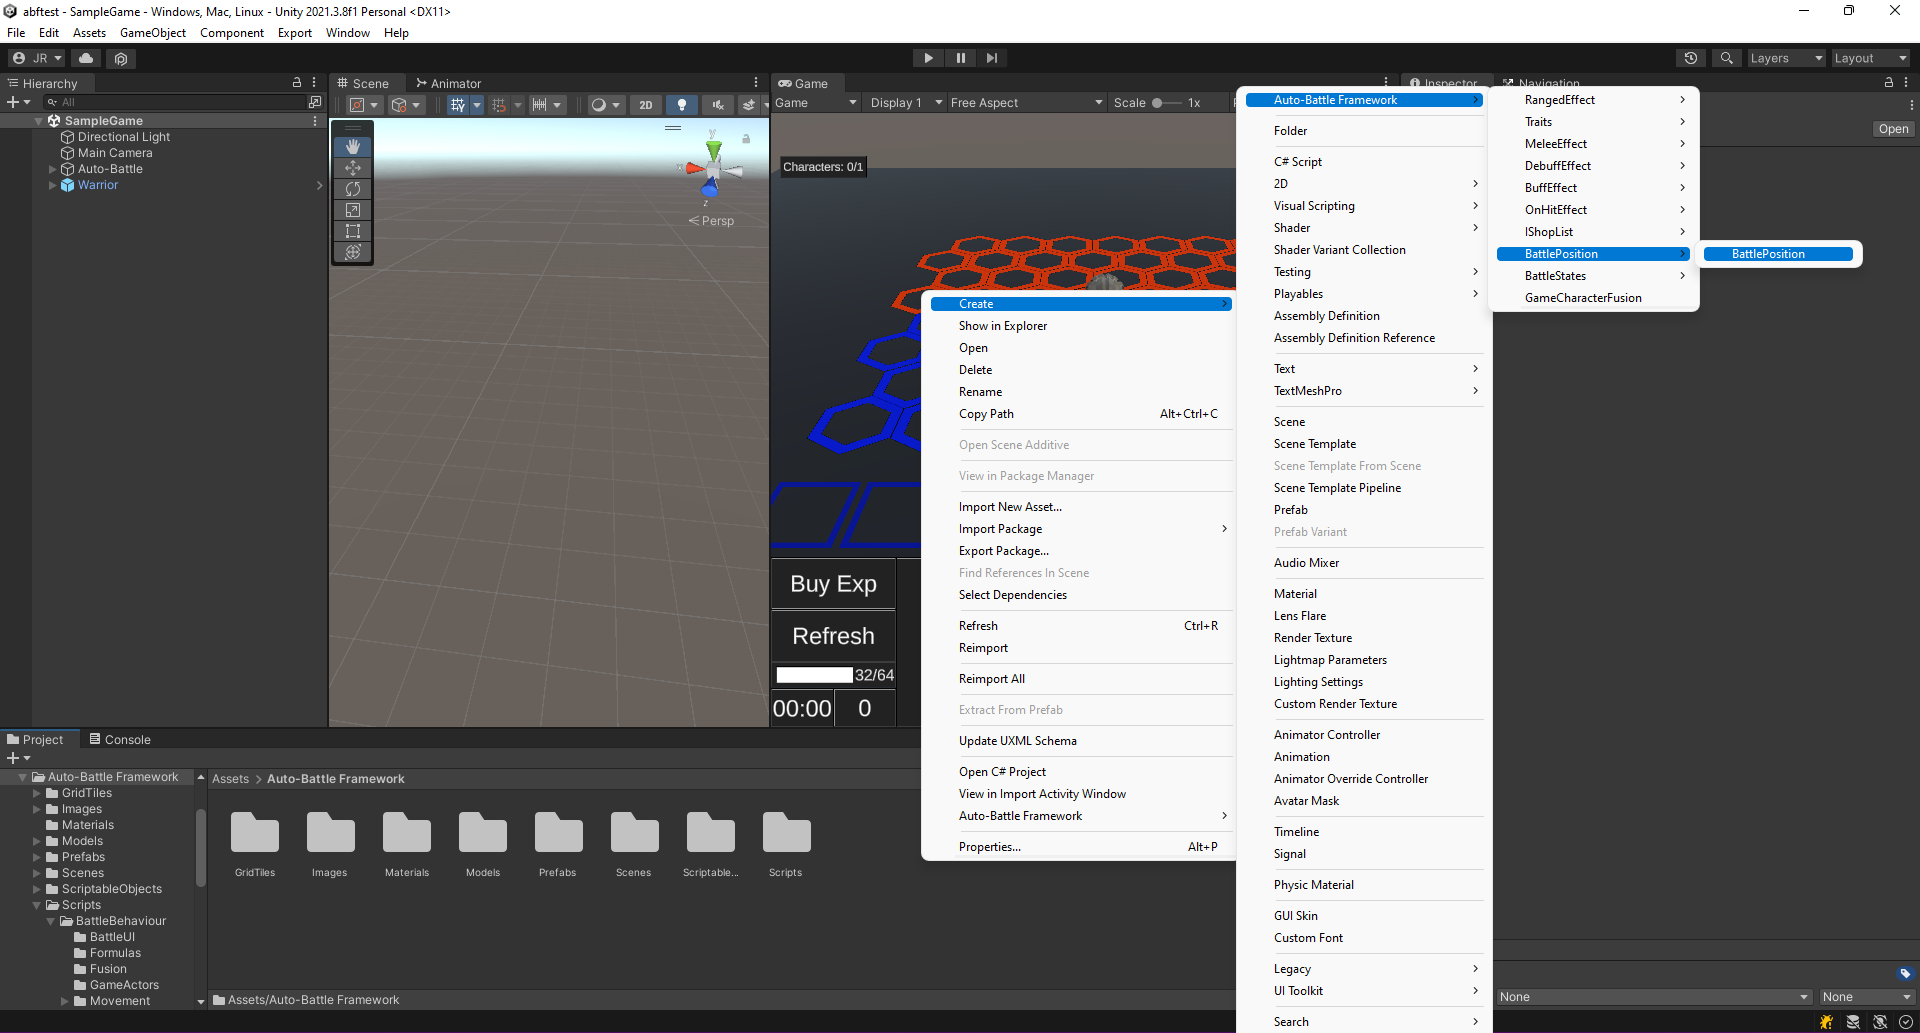 abftest - SampleGame - Windows, Mac, Linux - Unity 2021.3.8f1 Personal <DX11>
File Edit Assets GameObject Component Export Window Help
JR
Layers
Layout
Hierarchy
All
SampleGame
Directional Light
Main Camera
Auto-Battle
Warrior
Scene
Animator
2D
y
x
z
Persp
Game
Game
Display 1
Free Aspect
Scale
1x
Characters: 0/1
Buy Exp
Refresh
32/64
00:00
0
Inspector
Navigation
Open
Create
Show in Explorer
Open
Delete
Rename
Copy Path Alt+Ctrl+C
Open Scene Additive
View in Package Manager
Import New Asset...
Import Package
Export Package...
Find References In Scene
Select Dependencies
Refresh Ctrl+R
Reimport
Reimport All
Extract From Prefab
Update UXML Schema
Open C# Project
View in Import Activity Window
Auto-Battle Framework
Properties... Alt+P
Auto-Battle Framework
Folder
C# Script
2D
Visual Scripting
Shader
Shader Variant Collection
Testing
Playables
Assembly Definition
Assembly Definition Reference
Text
TextMeshPro
Scene
Scene Template
Scene Template From Scene
Scene Template Pipeline
Prefab
Prefab Variant
Audio Mixer
Material
Lens Flare
Render Texture
Lightmap Parameters
Lighting Settings
Custom Render Texture
Animator Controller
Animation
Animator Override Controller
Avatar Mask
Timeline
Signal
Physic Material
GUI Skin
Custom Font
Legacy
UI Toolkit
Search
RangedEffect
Traits
MeleeEffect
DebuffEffect
BuffEffect
OnHitEffect
IShopList
BattlePosition
BattleStates
GameCharacterFusion
BattlePosition
Project
Console
Auto-Battle Framework
GridTiles
Images
Materials
Models
Prefabs
Scenes
ScriptableObjects
Scripts
BattleBehaviour
BattleUI
Formulas
Fusion
GameActors
Movement
Assets > Auto-Battle Framework
GridTiles
Images
Materials
Models
Prefabs
Scenes
Scriptable...
Scripts
Assets/Auto-Battle Framework
None
None